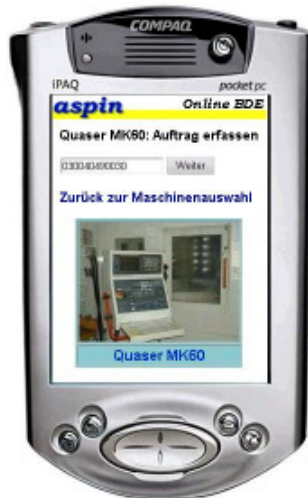 COMPAQ
iPAQ pocket pc
aspin Online BDE
Quaser MK60: Auftrag erfassen
030040490030 Weiter
Zurück zur Maschinenauswahl
Quaser MK60